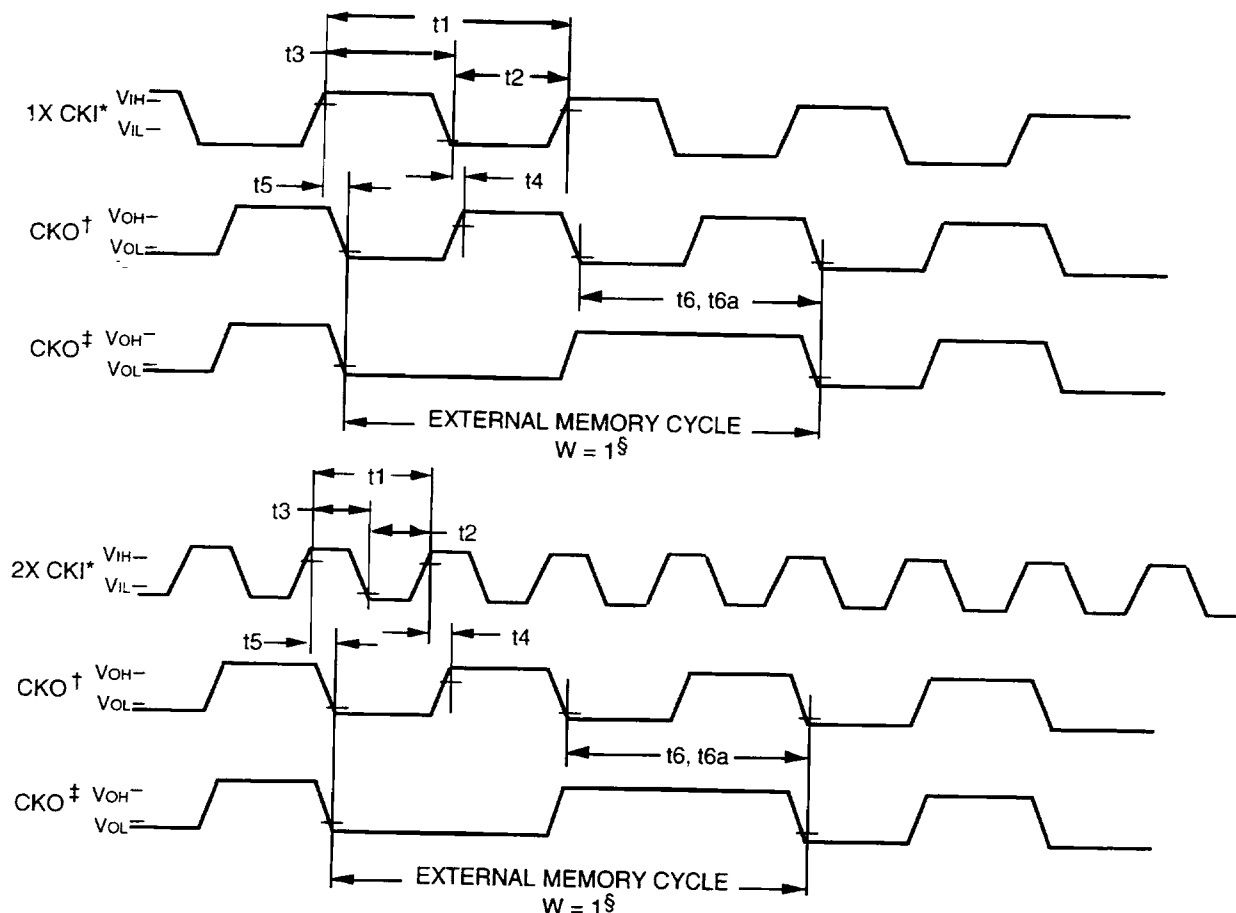 t1
t3
t2
1X CKI*
VIH
VIL
t5
t4
CKO†
VOH
VOL
t6, t6a
CKO‡
VOH
VOL
EXTERNAL MEMORY CYCLE
W = 1§
t1
t3
t2
2X CKI*
VIH
VIL
t5
t4
CKO†
VOH
VOL
t6, t6a
CKO‡
VOH
VOL
EXTERNAL MEMORY CYCLE
W = 1§